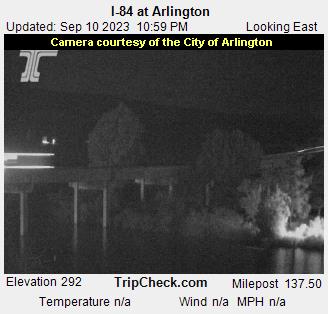 I-84 at Arlington
Updated: Sep 10 2023 10:59 PM Looking East
Camera courtesy of the City of Arlington
Elevation 292 TripCheck.com Milepost 137.50
Temperature n/a Wind n/a MPH n/a